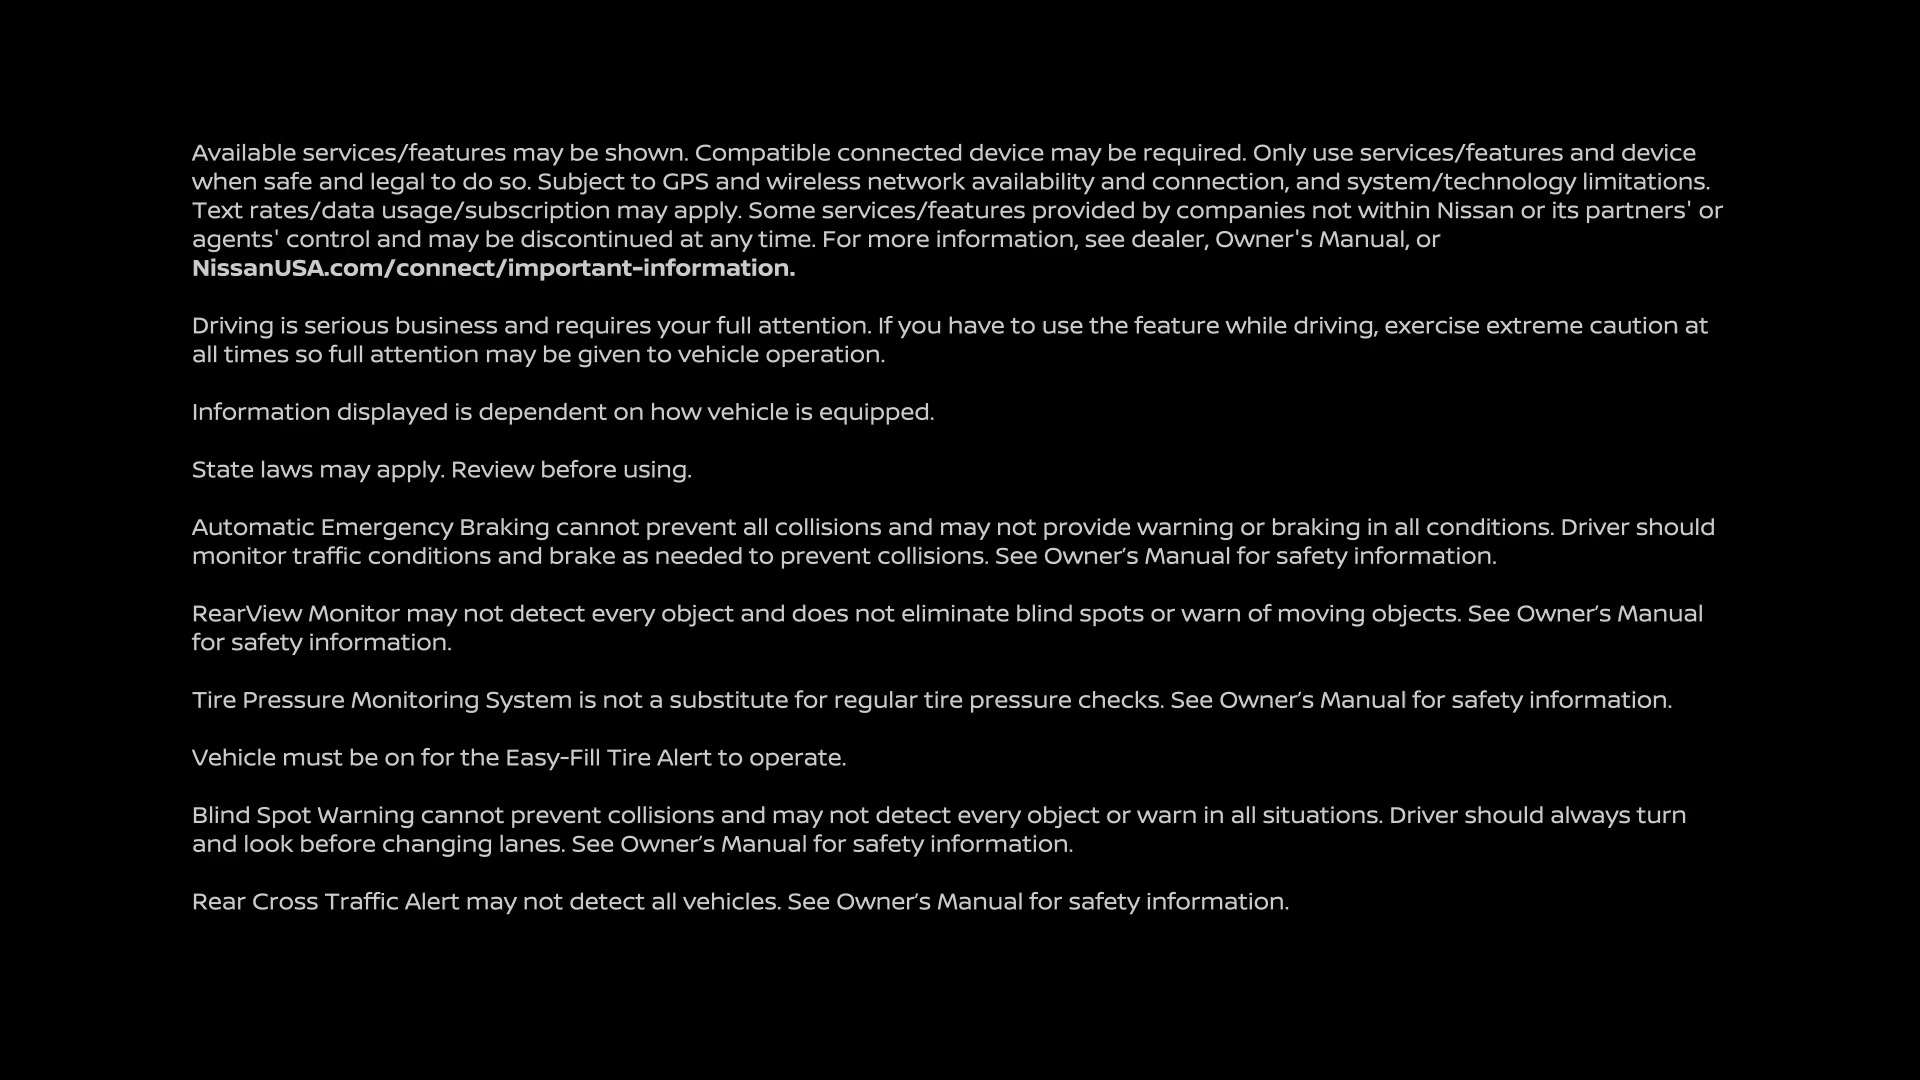 Available services/features may be shown. Compatible connected device may be required. Only use services/features and device
when safe and legal to do so. Subject to GPS and wireless network availability and connection, and system/technology limitations.
Text rates/data usage/subscription may apply. Some services/features provided by companies not within Nissan or its partners' or
agents' control and may be discontinued at any time. For more information, see dealer, Owner's Manual, or
NissanUSA.com/connect/important-information.
Driving is serious business and requires your full attention. If you have to use the feature while driving, exercise extreme caution at
all times so full attention may be given to vehicle operation.
Information displayed is dependent on how vehicle is equipped.
State laws may apply. Review before using.
Automatic Emergency Braking cannot prevent all collisions and may not provide warning or braking in all conditions. Driver should
monitor traffic conditions and brake as needed to prevent collisions. See Owner’s Manual for safety information.
RearView Monitor may not detect every object and does not eliminate blind spots or warn of moving objects. See Owner’s Manual
for safety information.
Tire Pressure Monitoring System is not a substitute for regular tire pressure checks. See Owner’s Manual for safety information.
Vehicle must be on for the Easy-Fill Tire Alert to operate.
Blind Spot Warning cannot prevent collisions and may not detect every object or warn in all situations. Driver should always turn
and look before changing lanes. See Owner’s Manual for safety information.
Rear Cross Traffic Alert may not detect all vehicles. See Owner’s Manual for safety information.